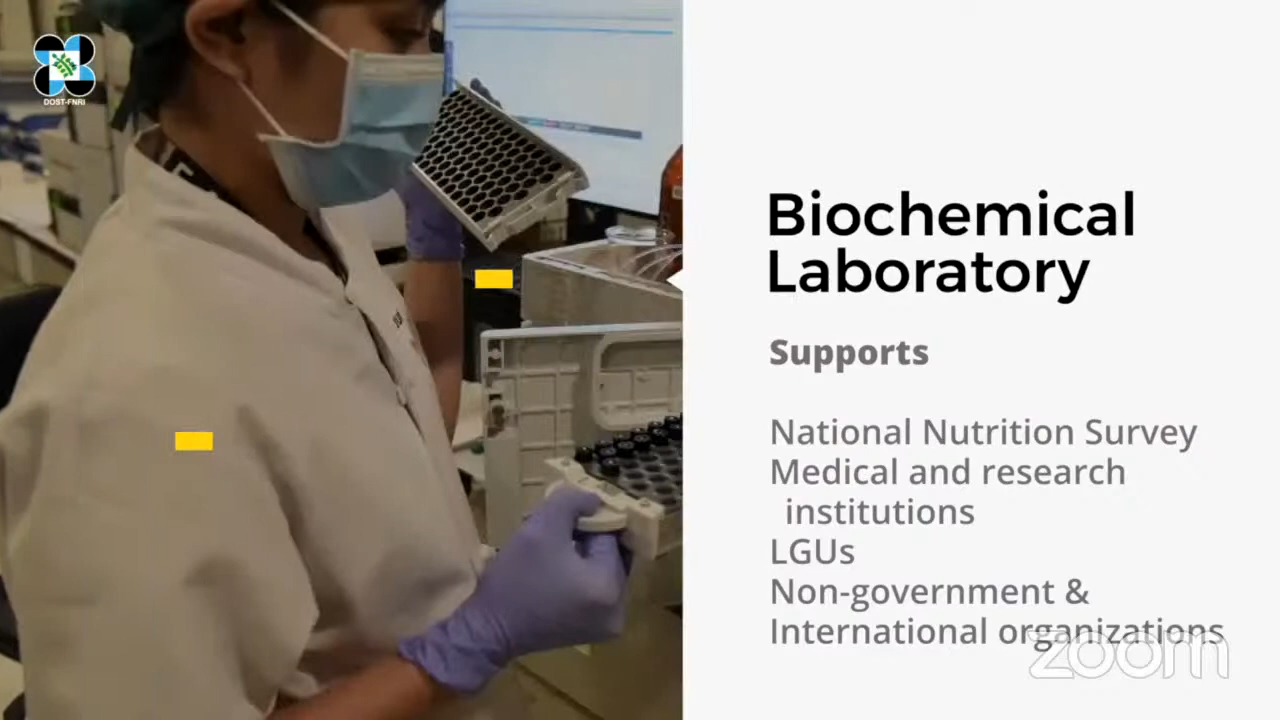 DOST-FNRI
Biochemical
Laboratory
Supports
National Nutrition Survey
Medical and research
institutions
LGUs
Non-government &
International organizations
zoom